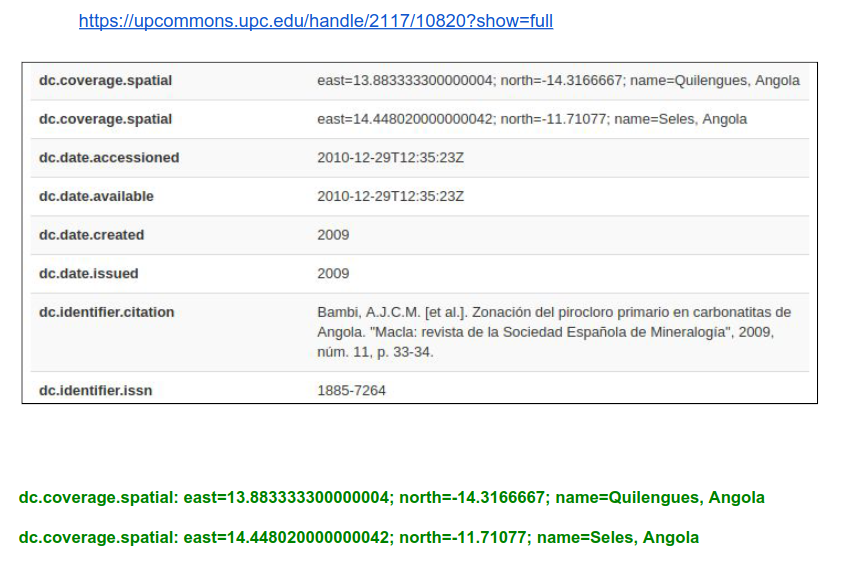 https://upcommons.upc.edu/handle/2117/10820?show=full
dc.coverage.spatial east=13.883333300000004; north=-14.3166667; name=Quilengues, Angola
dc.coverage.spatial east=14.448020000000042; north=-11.71077; name=Seles, Angola
dc.date.accessioned 2010-12-29T12:35:23Z
dc.date.available 2010-12-29T12:35:23Z
dc.date.created 2009
dc.date.issued 2009
dc.identifier.citation Bambi, A.J.C.M. [et al.]. Zonación del pirocloro primario en carbonatitas de
Angola. "Macla: revista de la Sociedad Española de Mineralogía", 2009,
núm. 11, p. 33-34.
dc.identifier.issn 1885-7264
dc.coverage.spatial: east=13.883333300000004; north=-14.3166667; name=Quilengues, Angola
dc.coverage.spatial: east=14.448020000000042; north=-11.71077; name=Seles, Angola